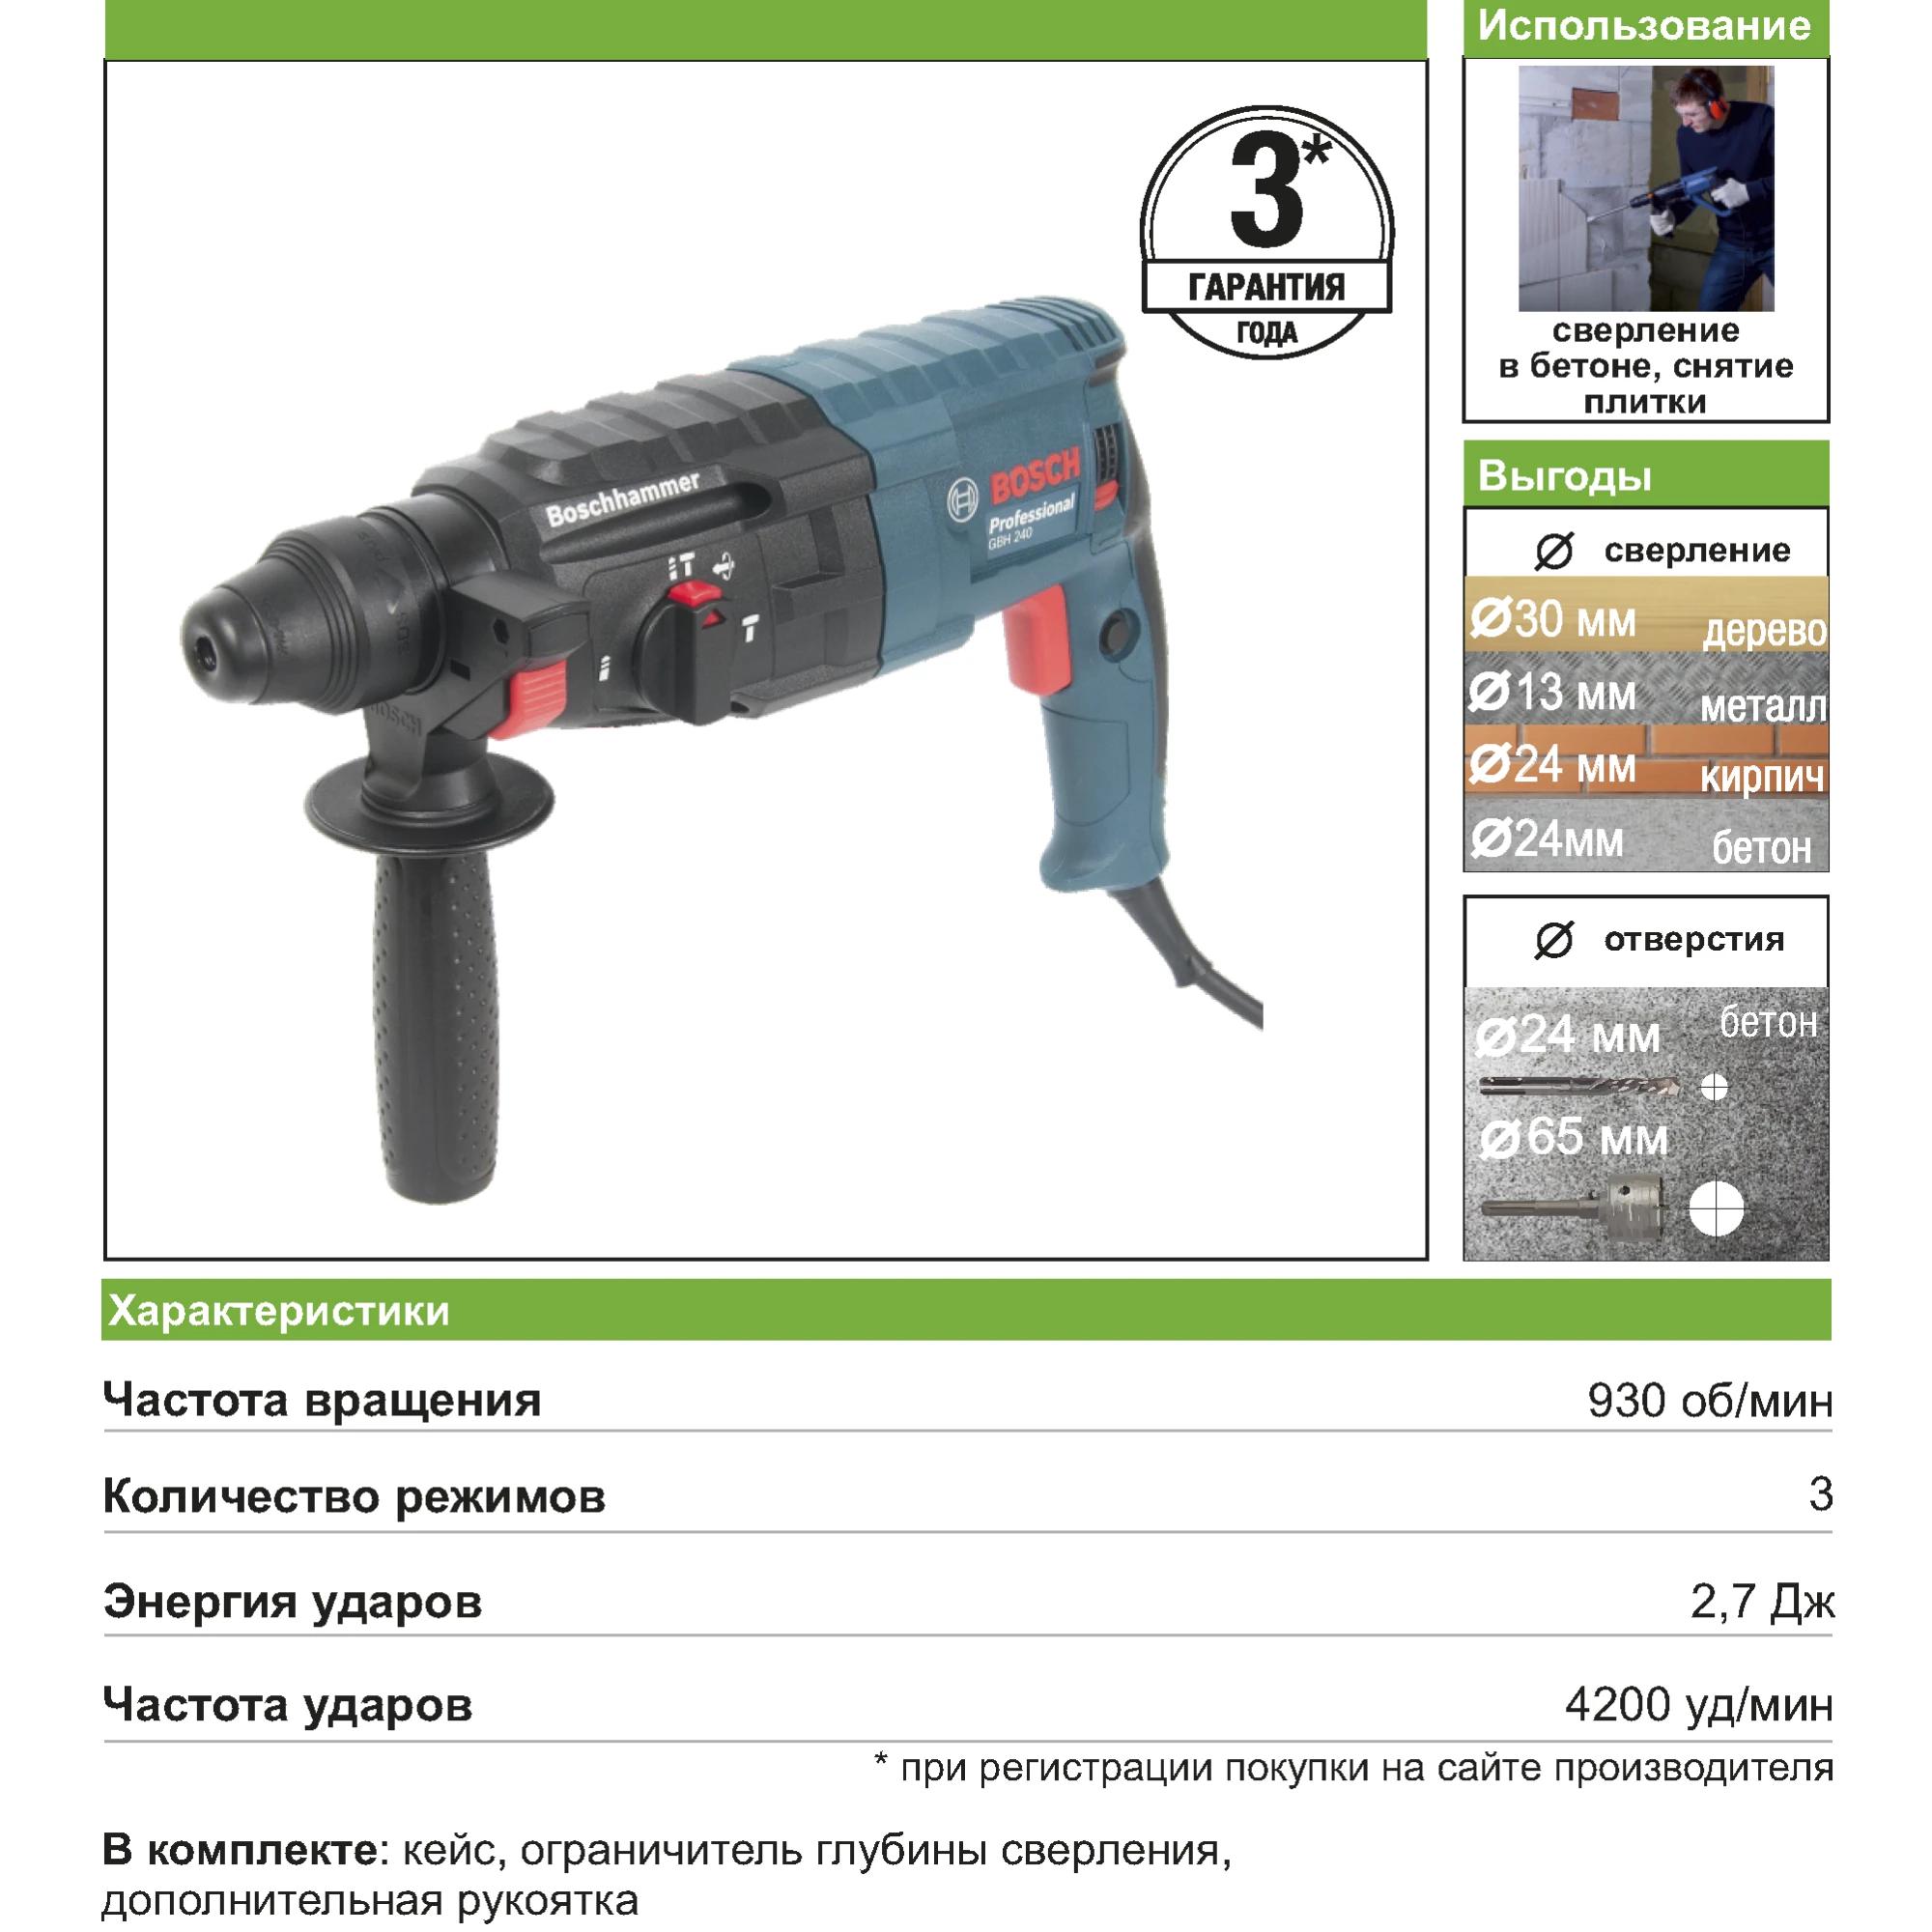 Использование
3*
ГАРАНТИЯ
ГОДА
сверление
в бетоне, снятие
плитки
Boschhammer
BOSCH
Professional
GBH 240
BOSCH
Выгоды
Ø сверление
Ø30 мм дерево
Ø13 мм металл
Ø24 мм кирпич
Ø24мм бетон
Ø отверстия
Ø24 мм бетон
Ø65 мм
Характеристики
Частота вращения 930 об/мин
Количество режимов 3
Энергия ударов 2,7 Дж
Частота ударов 4200 уд/мин
* при регистрации покупки на сайте производителя
В комплекте: кейс, ограничитель глубины сверления,
дополнительная рукоятка